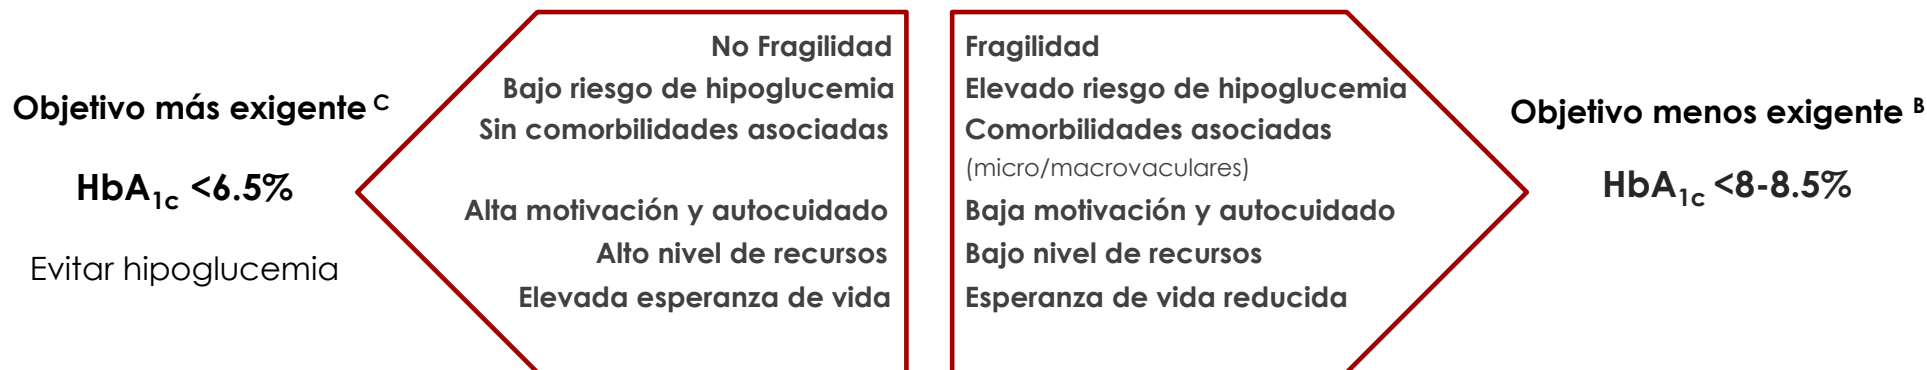 Objetivo más exigente C
HbA1c <6.5%
Evitar hipoglucemia
No Fragilidad
Bajo riesgo de hipoglucemia
Sin comorbilidades asociadas
Alta motivación y autocuidado
Alto nivel de recursos
Elevada esperanza de vida
Fragilidad
Elevado riesgo de hipoglucemia
Comorbilidades asociadas
(micro/macrovaculares)
Baja motivación y autocuidado
Bajo nivel de recursos
Esperanza de vida reducida
Objetivo menos exigente B
HbA1c <8-8.5%